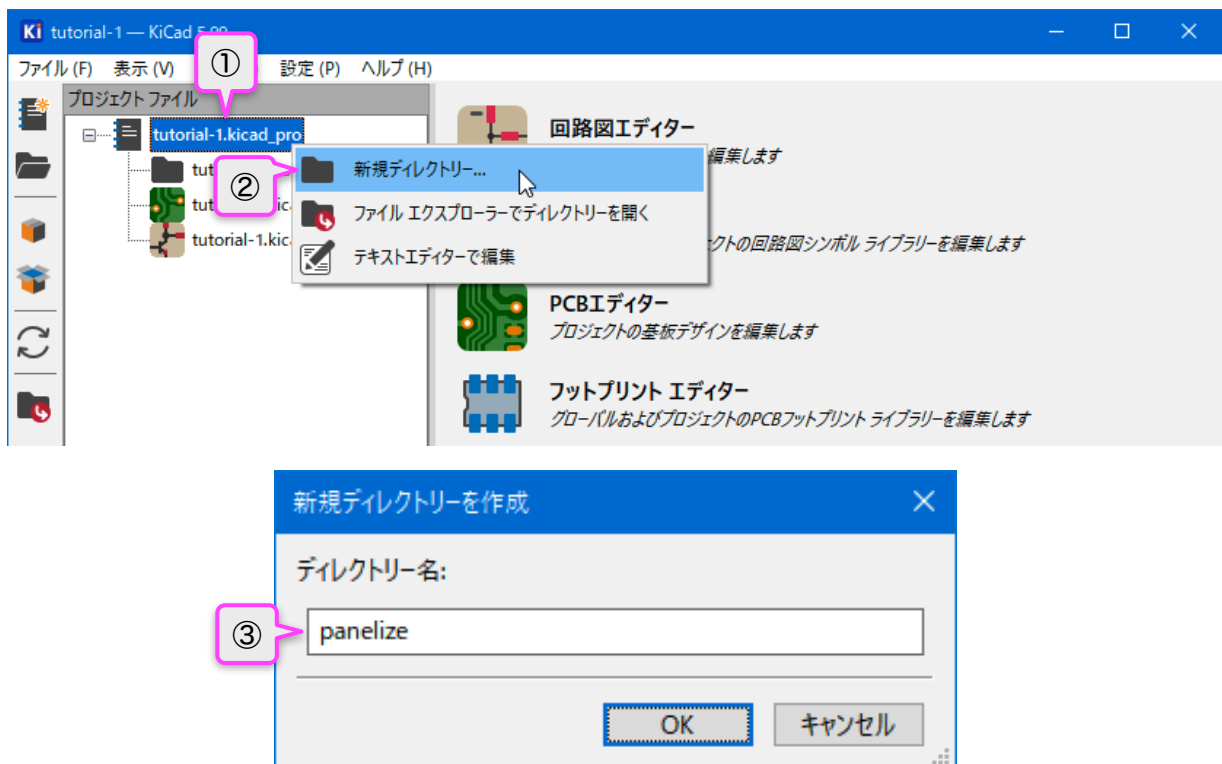 tutorial-1 — KiCad 5.99
ファイル (F) 表示 (V) 設定 (P) ヘルプ (H)
①
プロジェクト ファイル
tutorial-1.kicad_pro
②
新規ディレクトリー...
ファイル エクスプローラーでディレクトリーを開く
tutorial-1.kic
テキストエディターで編集
回路図エディター
編集します
クトの回路図シンボル ライブラリーを編集します
PCBエディター
プロジェクトの基板デザインを編集します
フットプリント エディター
グローバルおよびプロジェクトのPCBフットプリント ライブラリーを編集します
新規ディレクトリーを作成
ディレクトリー名:
③
panelize
OK キャンセル